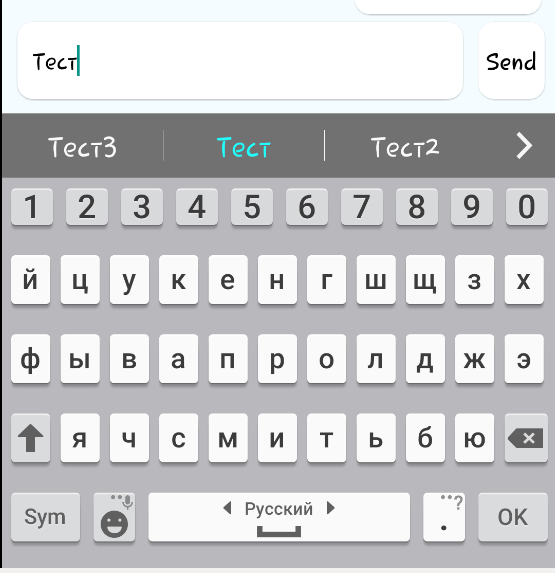 Тест
Send
Тест3 Тест Тест2
1 2 3 4 5 6 7 8 9 0
й ц у к е н г ш щ з х
ф ы в а п р о л д ж э
я ч с м и т ь б ю
Sym Русский . ? OK